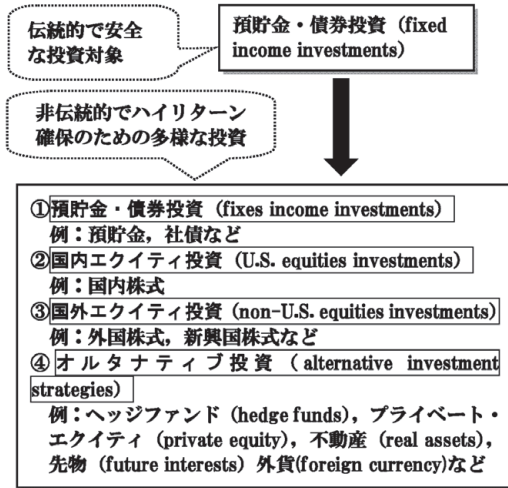 伝統的で安全
な投資対象
預貯金・債券投資(fixed
income investments)
非伝統的でハイリターン
確保のための多様な投資
①預貯金・債券投資(fixes income investments)
例:預貯金,社債など
②国内エクイティ投資(U.S. equities investments)
例:国内株式
③国外エクイティ投資(non-U.S. equities investments)
例:外国株式,新興国株式など
④オルタナティブ投資(alternative investment
strategies)
例:ヘッジファンド(hedge funds),プライベート・
エクイティ(private equity),不動産(real assets),
先物(future interests)外貨(foreign currency)など